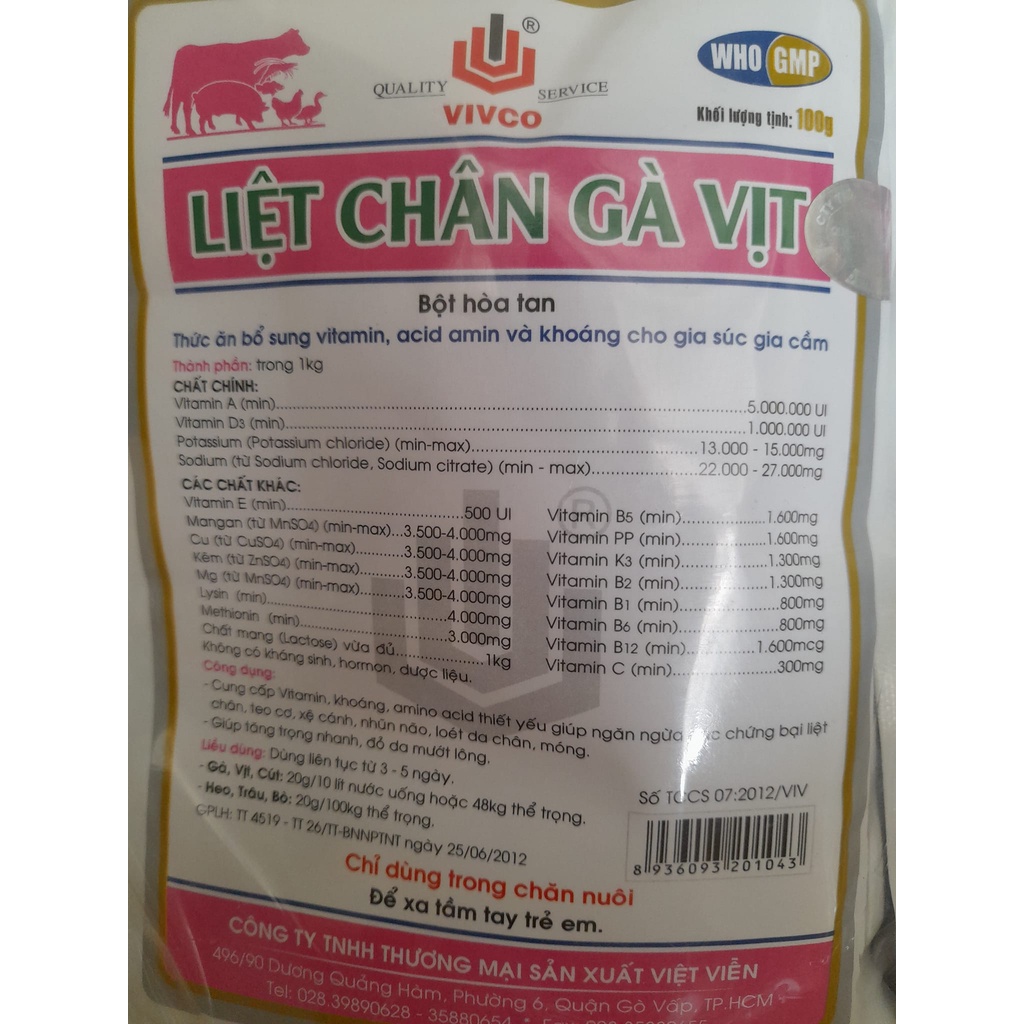 QUALITY SERVICE
VIVCO
®
WHO GMP
Khối lượng tịnh: 100g
LIỆT CHÂN GÀ VỊT
Bột hòa tan
Thức ăn bổ sung vitamin, acid amin và khoáng cho gia súc gia cầm
Thành phần: trong 1kg
CHẤT CHÍNH:
Vitamin A (min)...5.000.000 UI
Vitamin D3 (min)...1.000.000 UI
Potassium (Potassium chloride) (min-max)...13.000 - 15.000mg
Sodium (từ Sodium chloride, Sodium citrate) (min - max)...22.000 - 27.000mg
CÁC CHẤT KHÁC:
Vitamin E (min)...500 UI
Mangan (từ MnSO4) (min-max)...3.500-4.000mg
Cu (từ CuSO4) (min-max)...3.500-4.000mg
Kẽm (từ ZnSO4) (min-max)...3.500-4.000mg
Mg (từ MnSO4) (min-max)...3.500-4.000mg
Lysin (min)...4.000mg
Methionin (min)...3.000mg
Chất mang (Lactose) vừa đủ...1kg
Không có kháng sinh, hormon, dược liệu.
Vitamin B5 (min)...1.600mg
Vitamin PP (min)...1.600mg
Vitamin K3 (min)...1.300mg
Vitamin B2 (min)...1.300mg
Vitamin B1 (min)...800mg
Vitamin B6 (min)...800mg
Vitamin B12 (min)...1.600mcg
Vitamin C (min)...300mg
Công dụng:
- Cung cấp Vitamin, khoáng, amino acid thiết yếu giúp ngăn ngừa chứng bại liệt
chân, teo cơ, xệ cánh, nhũn não, loét da chân, móng.
- Giúp tăng trọng nhanh, đỏ da mướt lông.
Liều dùng: Dùng liên tục từ 3 - 5 ngày.
- Gà, Vịt, Cút: 20g/10 lít nước uống hoặc 48kg thể trọng.
- Heo, Trâu, Bò: 20g/100kg thể trọng.
GPLH: TT 4519 - TT 26/TT-BNNPTNT ngày 25/06/2012
Số TCCS 07:2012/VIV
8 936093 201043
Chỉ dùng trong chăn nuôi
Để xa tầm tay trẻ em.
CÔNG TY TNHH THƯƠNG MẠI SẢN XUẤT VIỆT VIỄN
496/90 Dương Quảng Hàm, Phường 6, Quận Gò Vấp, TP.HCM
Tel: 028.39890628 - 35880654 *